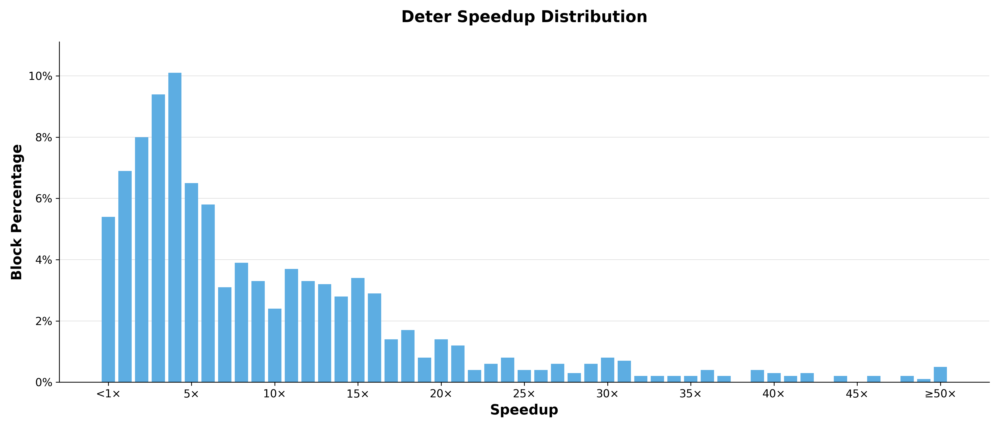 Deter Speedup Distribution
Block Percentage
10%
8%
6%
4%
2%
0%
<1× 5× 10× 15× 20× 25× 30× 35× 40× 45× ≥50×
Speedup